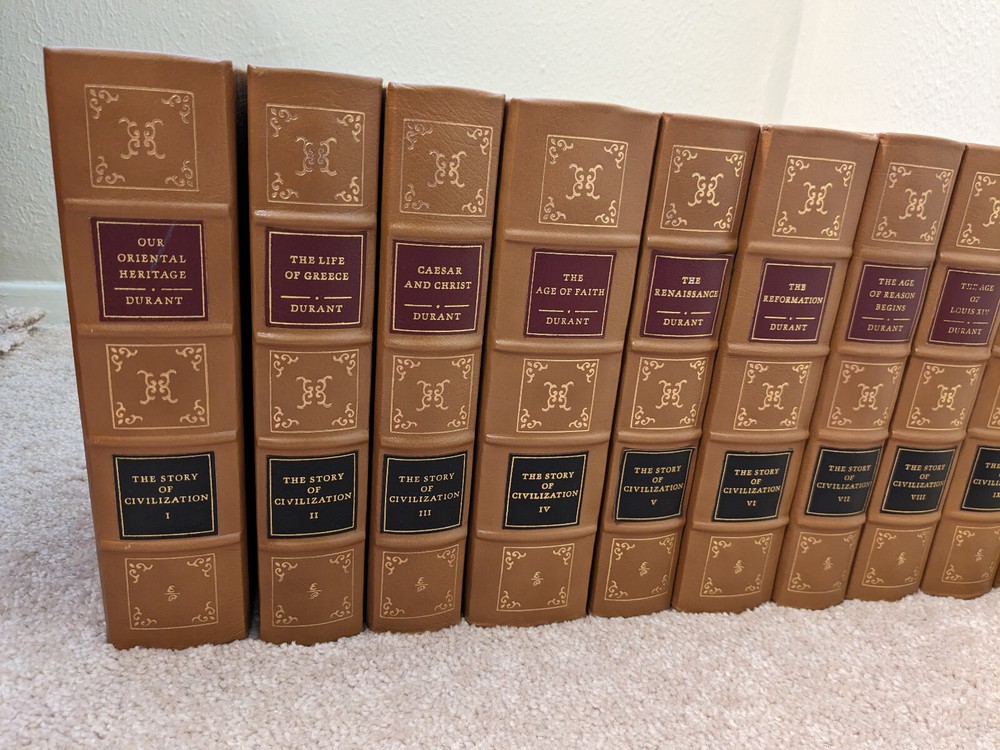 OUR
ORIENTAL
HERITAGE
DURANT
THE STORY
OF
CIVILIZATION
I
THE LIFE
OF GREECE
DURANT
THE STORY
OF
CIVILIZATION
II
CAESAR
AND CHRIST
DURANT
THE STORY
OF
CIVILIZATION
III
THE
AGE OF FAITH
DURANT
THE STORY
OF
CIVILIZATION
IV
THE
RENAISSANCE
DURANT
THE STORY
OF
CIVILIZATION
V
THE
REFORMATION
DURANT
THE STORY
OF
CIVILIZATION
VI
THE AGE
OF REASON
BEGINS
DURANT
THE STORY
OF
CIVILIZATION
VII
THE AGE
OF
LOUIS XIV
DURANT
THE STORY
OF
CIVILIZATION
VIII
THE S